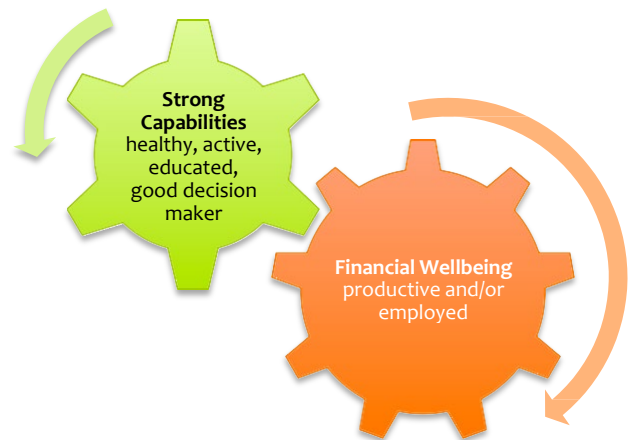 Strong
Capabilities
healthy, active,
educated,
good decision
maker
Financial Wellbeing
productive and/or
employed